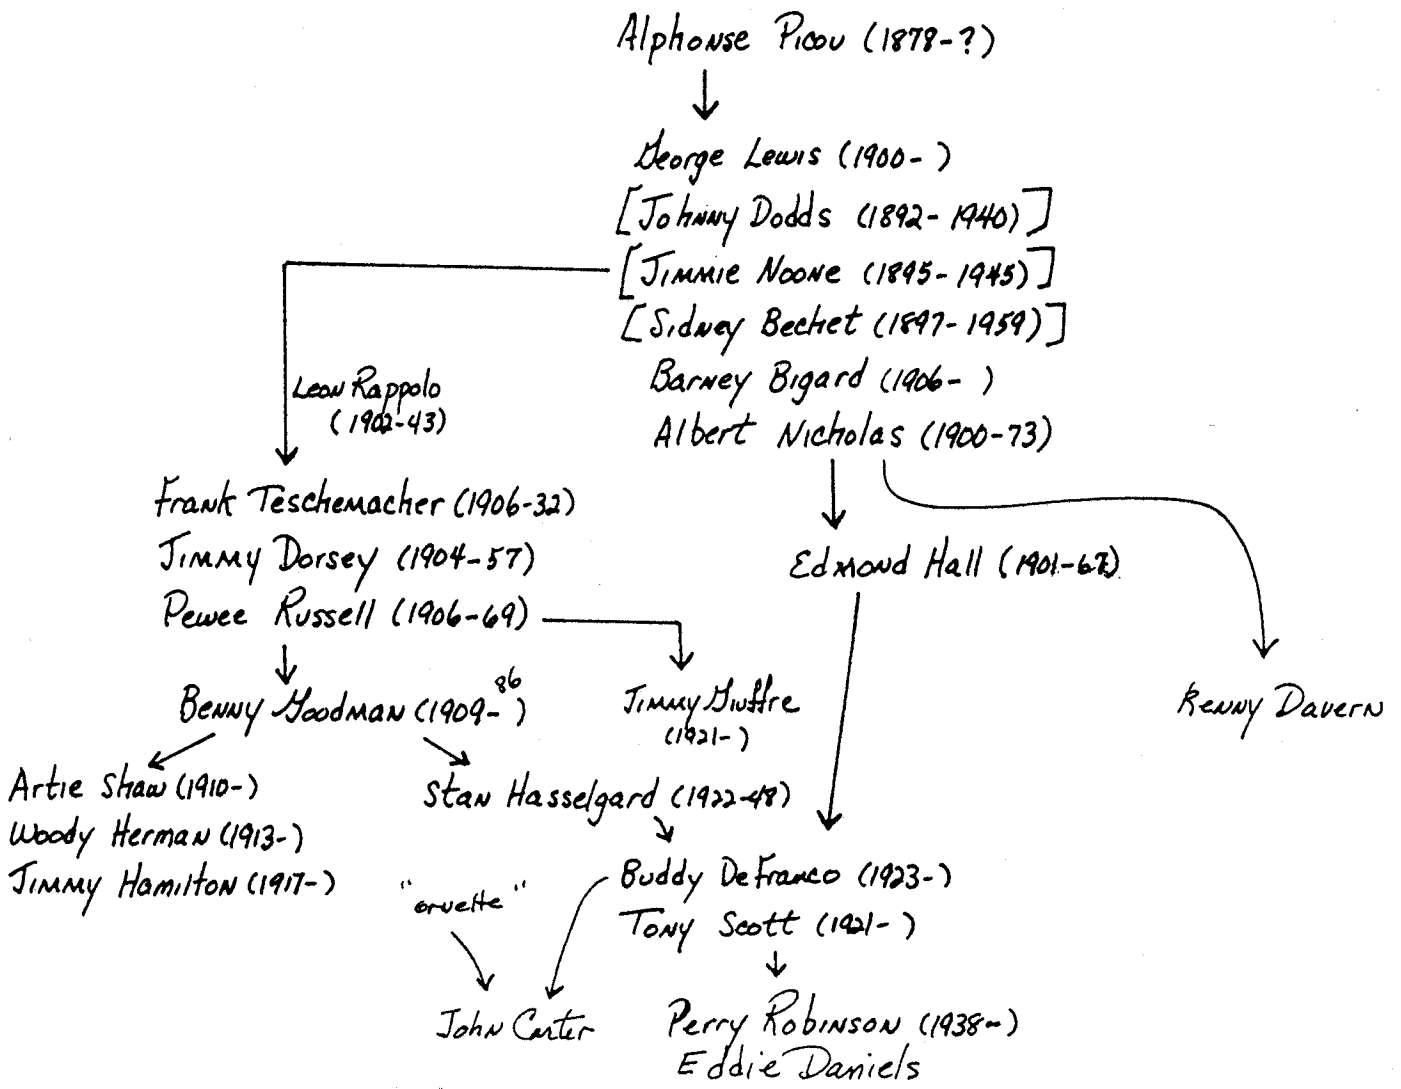 Alphonse Picou (1878-?)
George Lewis (1900- )
[Johnny Dodds (1892-1940)]
[Jimmie Noone (1895-1945)]
[Sidney Bechet (1897-1959)]
Barney Bigard (1906- )
Albert Nicholas (1900-73)
Leon Rappolo
(1902-43)
Frank Teschemacher (1906-32)
Jimmy Dorsey (1904-57)
Pewee Russell (1906-69)
Edmond Hall (1901-67)
Benny Goodman (1909-86)
Jimmy Giuffre
(1921-)
Kenny Davern
Artie Shaw (1910-)
Woody Herman (1913-)
Jimmy Hamilton (1917-)
Stan Hasselgard (1922-48)
Buddy DeFranco (1923-)
Tony Scott (1921- )
John Carter
Perry Robinson (1938-)
Eddie Daniels